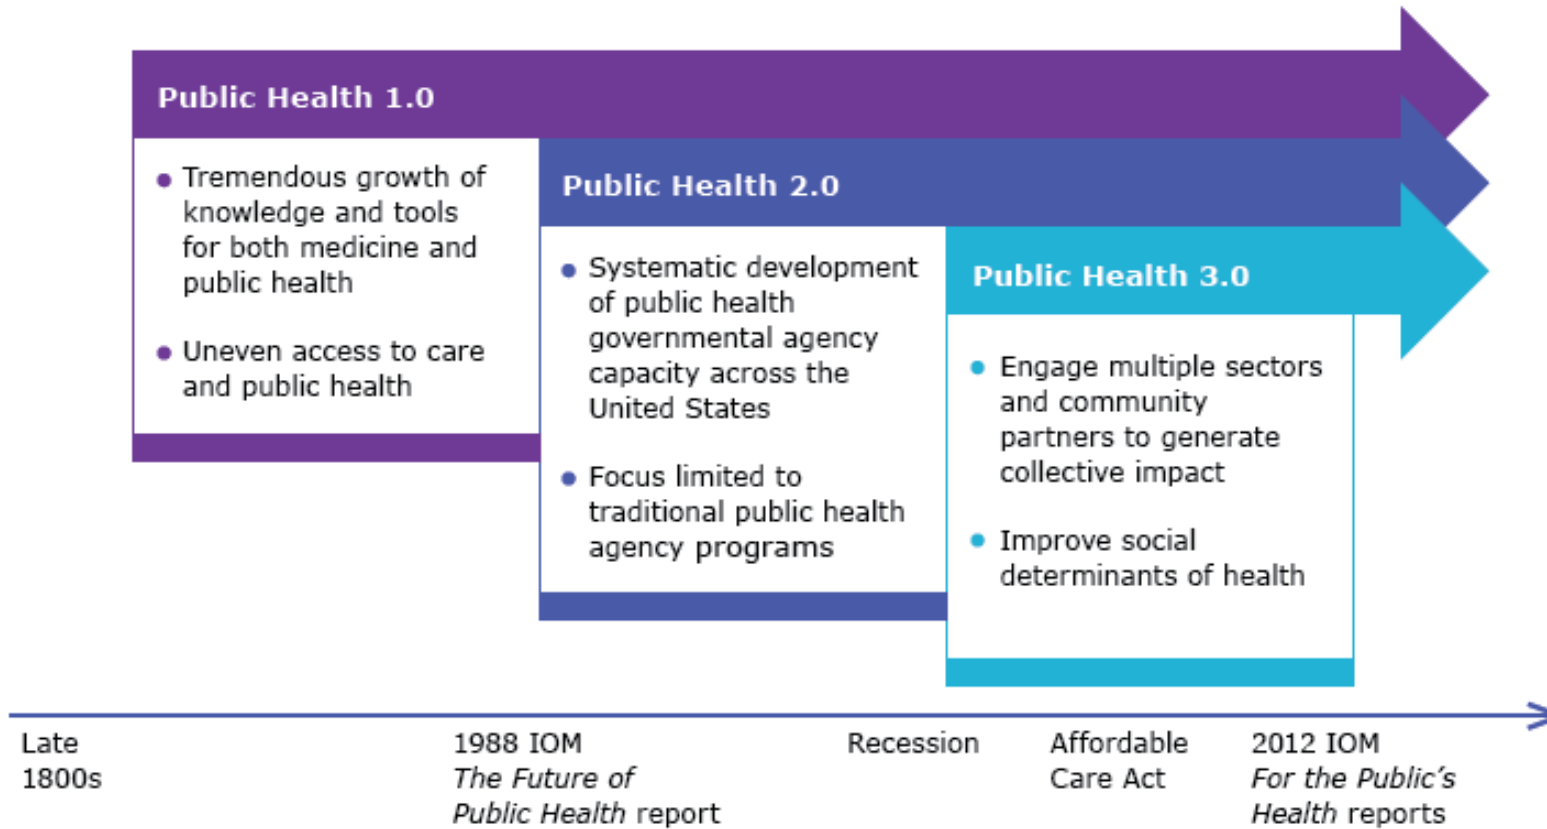 Public Health 1.0
• Tremendous growth of
knowledge and tools
for both medicine and
public health
• Uneven access to care
and public health
Public Health 2.0
• Systematic development
of public health
governmental agency
capacity across the
United States
• Focus limited to
traditional public health
agency programs
Public Health 3.0
• Engage multiple sectors
and community
partners to generate
collective impact
• Improve social
determinants of health
Late
1800s
1988 IOM
The Future of
Public Health report
Recession
Affordable
Care Act
2012 IOM
For the Public’s
Health reports